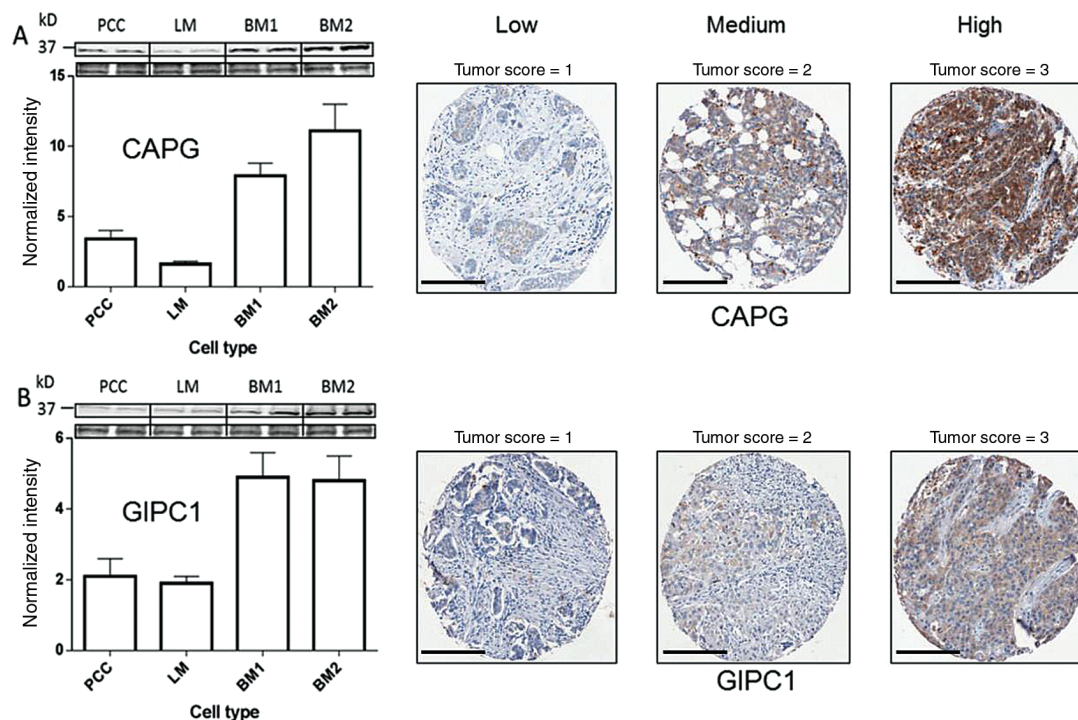 A
kD
PCC LM BM1 BM2
37
15
10
5
0
Normalized intensity
CAPG
PCC LM BM1 BM2
Cell type
Low Medium High
Tumor score = 1 Tumor score = 2 Tumor score = 3
CAPG
B
kD
PCC LM BM1 BM2
37
6
4
2
0
Normalized intensity
GIPC1
PCC LM BM1 BM2
Cell type
Tumor score = 1 Tumor score = 2 Tumor score = 3
GIPC1